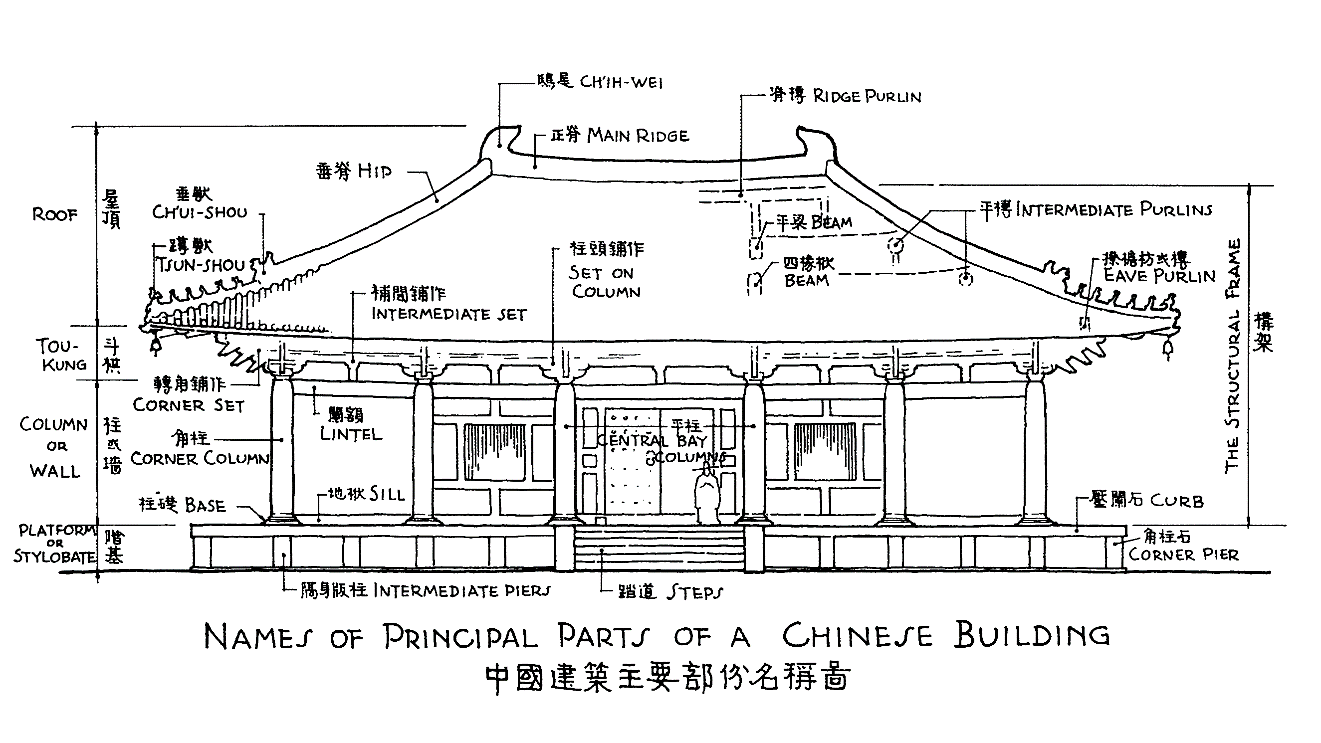 鴟尾 CH'IH-WEI
脊槫 RIDGE PURLIN
正脊 MAIN RIDGE
垂脊 HIP
垂獸
CH'UI-SHOU
蹲獸
TSUN-SHOU
ROOF
屋頂
平槫 INTERMEDIATE PURLINS
平梁 BEAM
四椽栿
BEAM
橑檐枋或槫
EAVE PURLIN
柱頭鋪作
SET ON
COLUMN
補間鋪作
INTERMEDIATE SET
THE STRUCTURAL FRAME
構架
TOU-
KUNG
斗栱
轉角鋪作
CORNER SET
闌額
LINTEL
COLUMN
OR
WALL
柱或墻
角柱
CORNER COLUMN
平柱
CENTRAL BAY
COLUMNS
柱礎 BASE
地栿 SILL
壓闌石 CURB
角柱石
CORNER PIER
PLATFORM
OR
STYLOBATE
階基
隔身版柱 INTERMEDIATE PIERS
踏道 STEPS
NAMES OF PRINCIPAL PARTS OF A CHINESE BUILDING
中國建築主要部份名稱圖